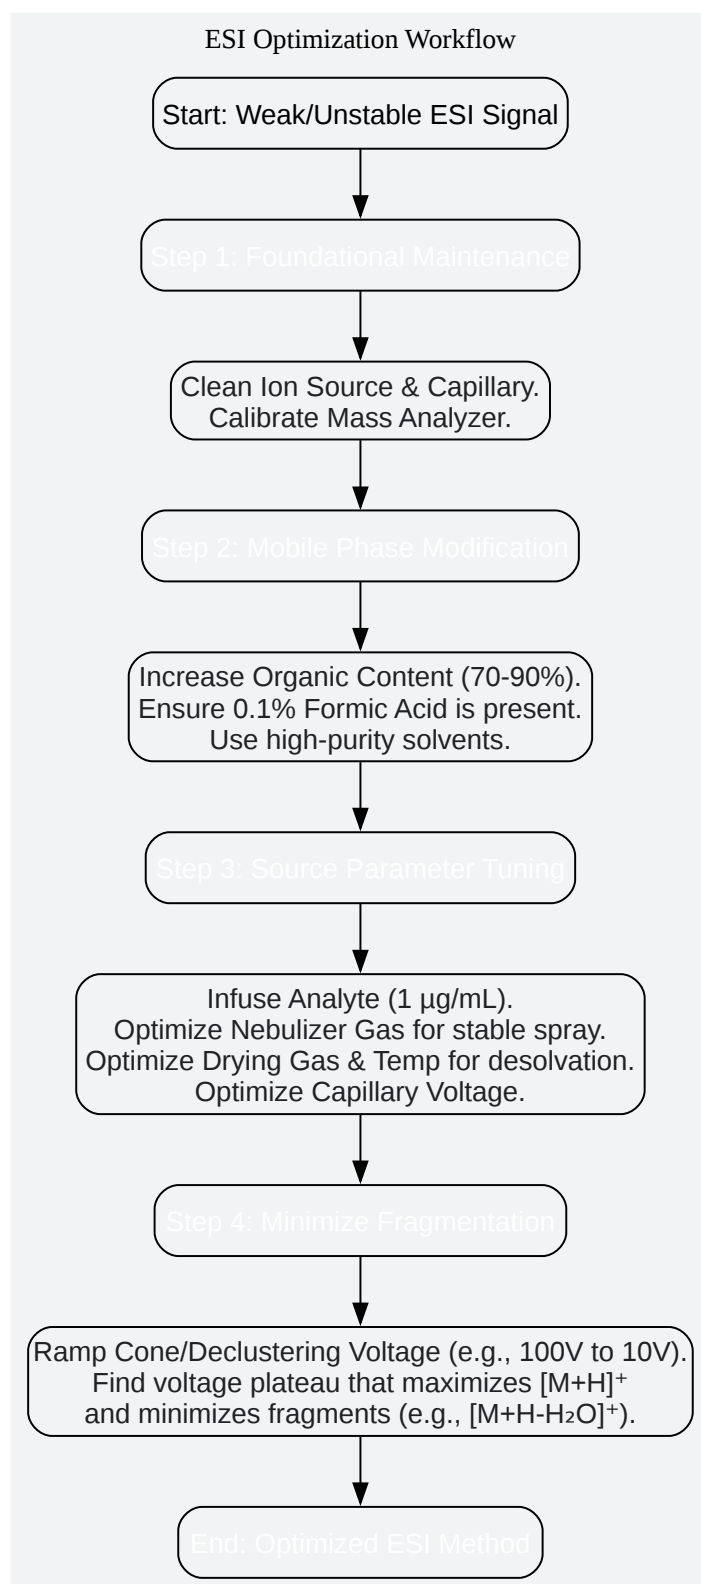 ESI Optimization Workflow
Start: Weak/Unstable ESI Signal
Step 1: Foundational Maintenance
Clean Ion Source & Capillary.
Calibrate Mass Analyzer.
Step 2: Mobile Phase Modification
Increase Organic Content (70-90%).
Ensure 0.1% Formic Acid is present.
Use high-purity solvents.
Step 3: Source Parameter Tuning
Infuse Analyte (1 µg/mL).
Optimize Nebulizer Gas for stable spray.
Optimize Drying Gas & Temp for desolvation.
Optimize Capillary Voltage.
Step 4: Minimize Fragmentation
Ramp Cone/Declustering Voltage (e.g., 100V to 10V).
Find voltage plateau that maximizes [M+H]⁺
and minimizes fragments (e.g., [M+H-H₂O]⁺).
End: Optimized ESI Method